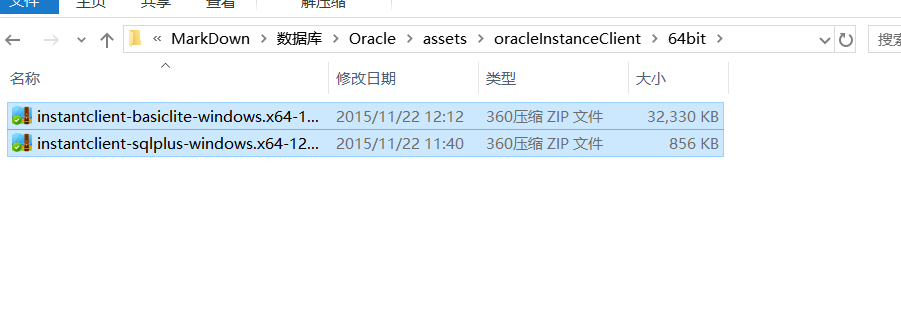 文件 主页 共享 查看 解压缩
« MarkDown > 数据库 > Oracle > assets > oracleInstanceClient > 64bit > 搜索
名称 修改日期 类型 大小
instantclient-basiclite-windows.x64-1... 2015/11/22 12:12 360压缩 ZIP 文件 32,330 KB
instantclient-sqlplus-windows.x64-12... 2015/11/22 11:40 360压缩 ZIP 文件 856 KB